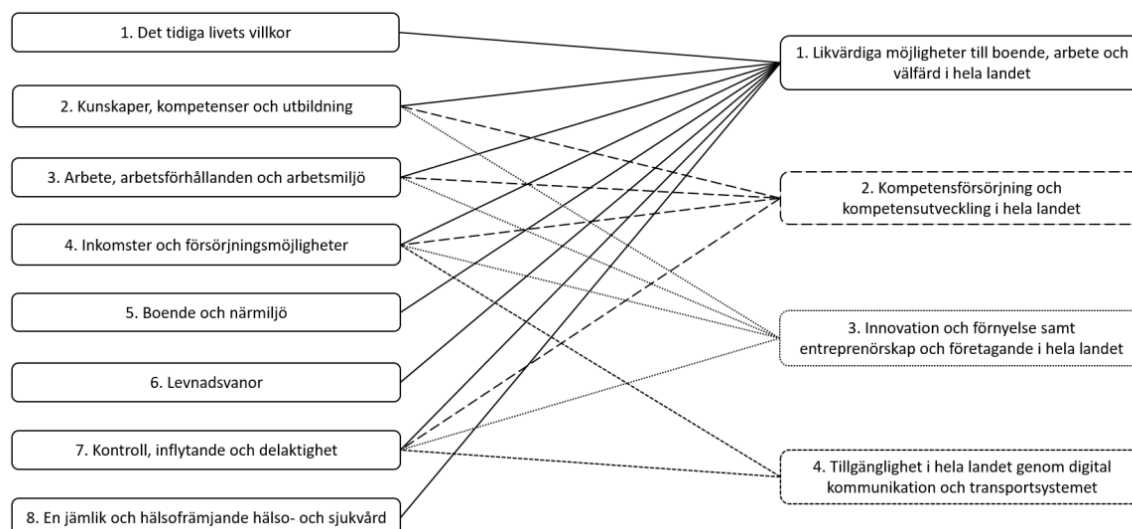 1. Det tidiga livets villkor
2. Kunskaper, kompetenser och utbildning
3. Arbete, arbetsförhållanden och arbetsmiljö
4. Inkomster och försörjningsmöjligheter
5. Boende och närmiljö
6. Levnadsvanor
7. Kontroll, inflytande och delaktighet
8. En jämlik och hälsofrämjande hälso- och sjukvård
1. Likvärdiga möjligheter till boende, arbete och
välfärd i hela landet
2. Kompetensförsörjning och
kompetensutveckling i hela landet
3. Innovation och förnyelse samt
entreprenörskap och företagande i hela landet
4. Tillgänglighet i hela landet genom digital
kommunikation och transportsystemet